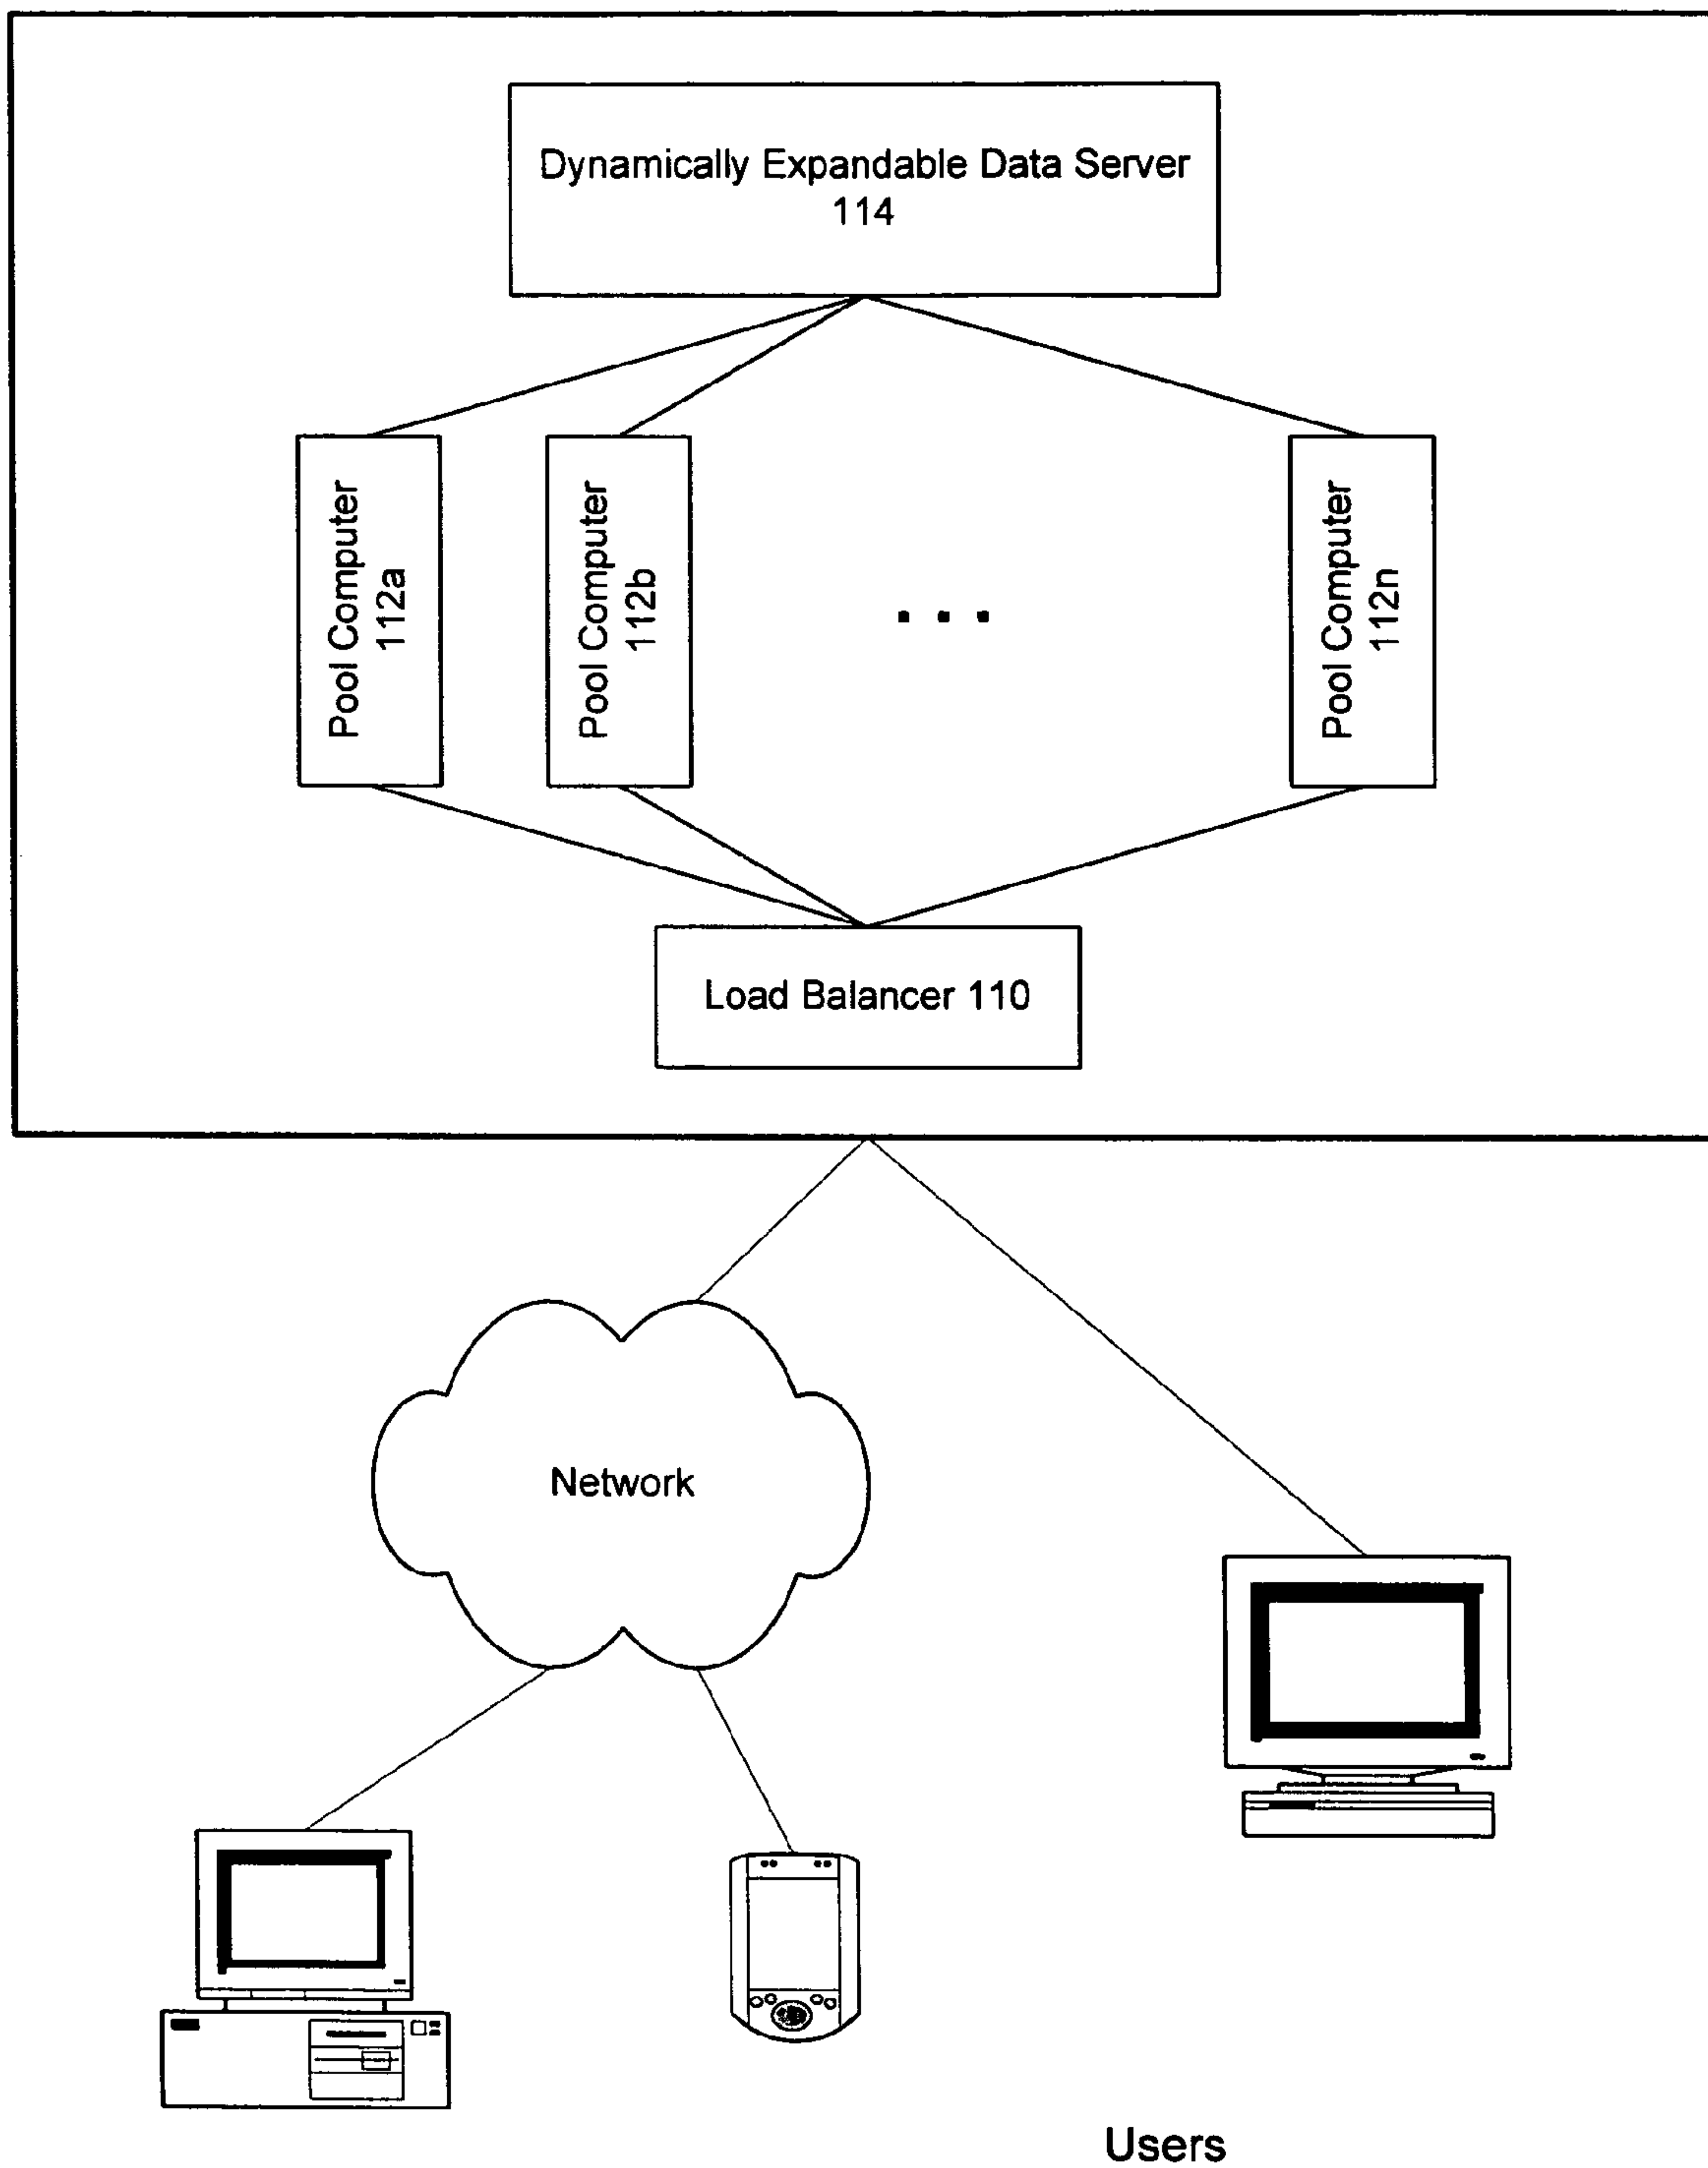 Dynamically Expandable Data Server
114
Pool Computer
112a
Pool Computer
112b
. . .
Pool Computer
112n
Load Balancer 110
Network
Users